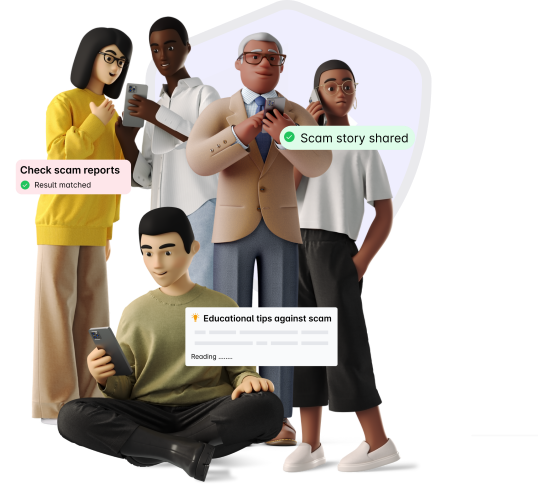 Scam story shared
Check scam reports
Result matched
Educational tips against scam
Reading ........